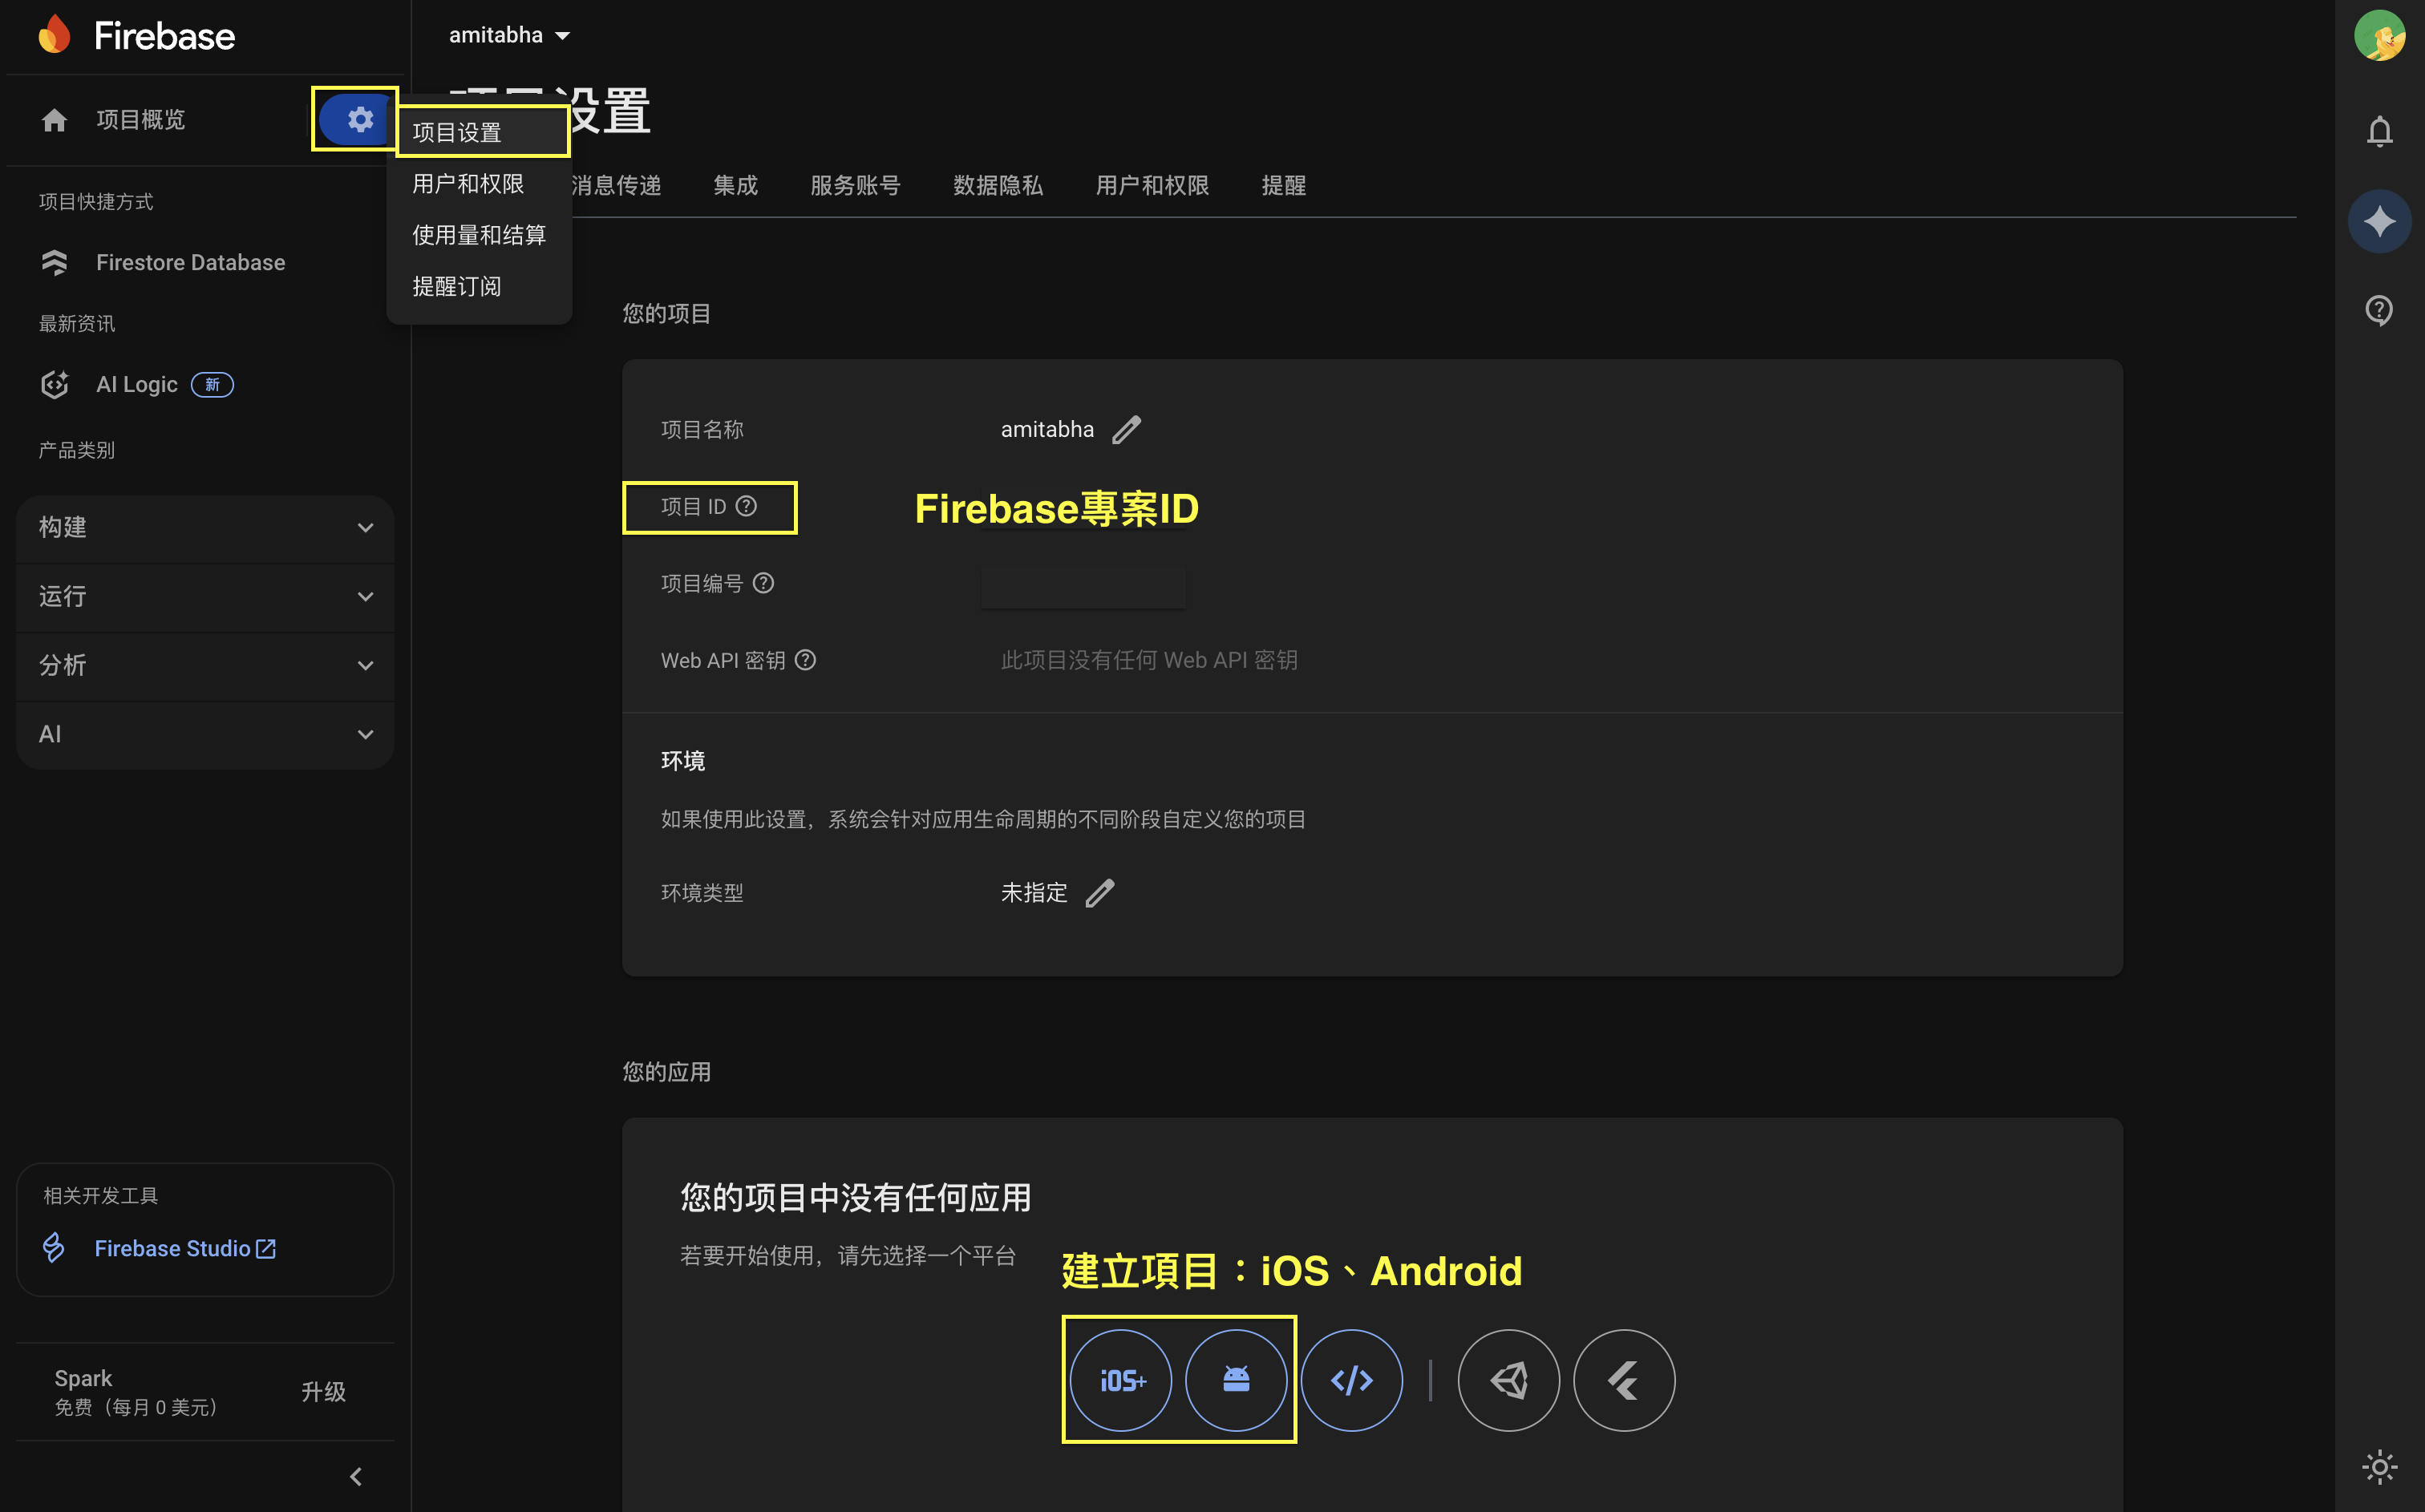 Firebase
amitabha
项目概览
项目设置
用户和权限
使用量和结算
提醒订阅
设置
消息传递
集成
服务账号
数据隐私
用户和权限
提醒
项目快捷方式
Firestore Database
最新资讯
AI Logic 新
产品类别
构建
运行
分析
AI
相关开发工具
Firebase Studio
Spark
免费（每月 0 美元）
升级
您的项目
项目名称 amitabha
项目 ID Firebase專案ID
项目编号
Web API 密钥 此项目没有任何 Web API 密钥
环境
如果使用此设置，系统会针对应用生命周期的不同阶段自定义您的项目
环境类型 未指定
您的应用
您的项目中没有任何应用
若要开始使用，请先选择一个平台
建立項目：iOS、Android
iOS+